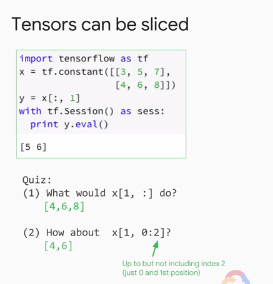 Tensors can be sliced
import tensorflow as tf
x = tf.constant([[3, 5, 7],
[4, 6, 8]])
y = x[:, 1]
with tf.Session() as sess:
print y.eval()
[5 6]
Quiz:
(1) What would x[1, :] do?
[4,6,8]
(2) How about x[1, 0:2]?
[4,6]
Up to but not including index 2
(just 0 and 1st position)